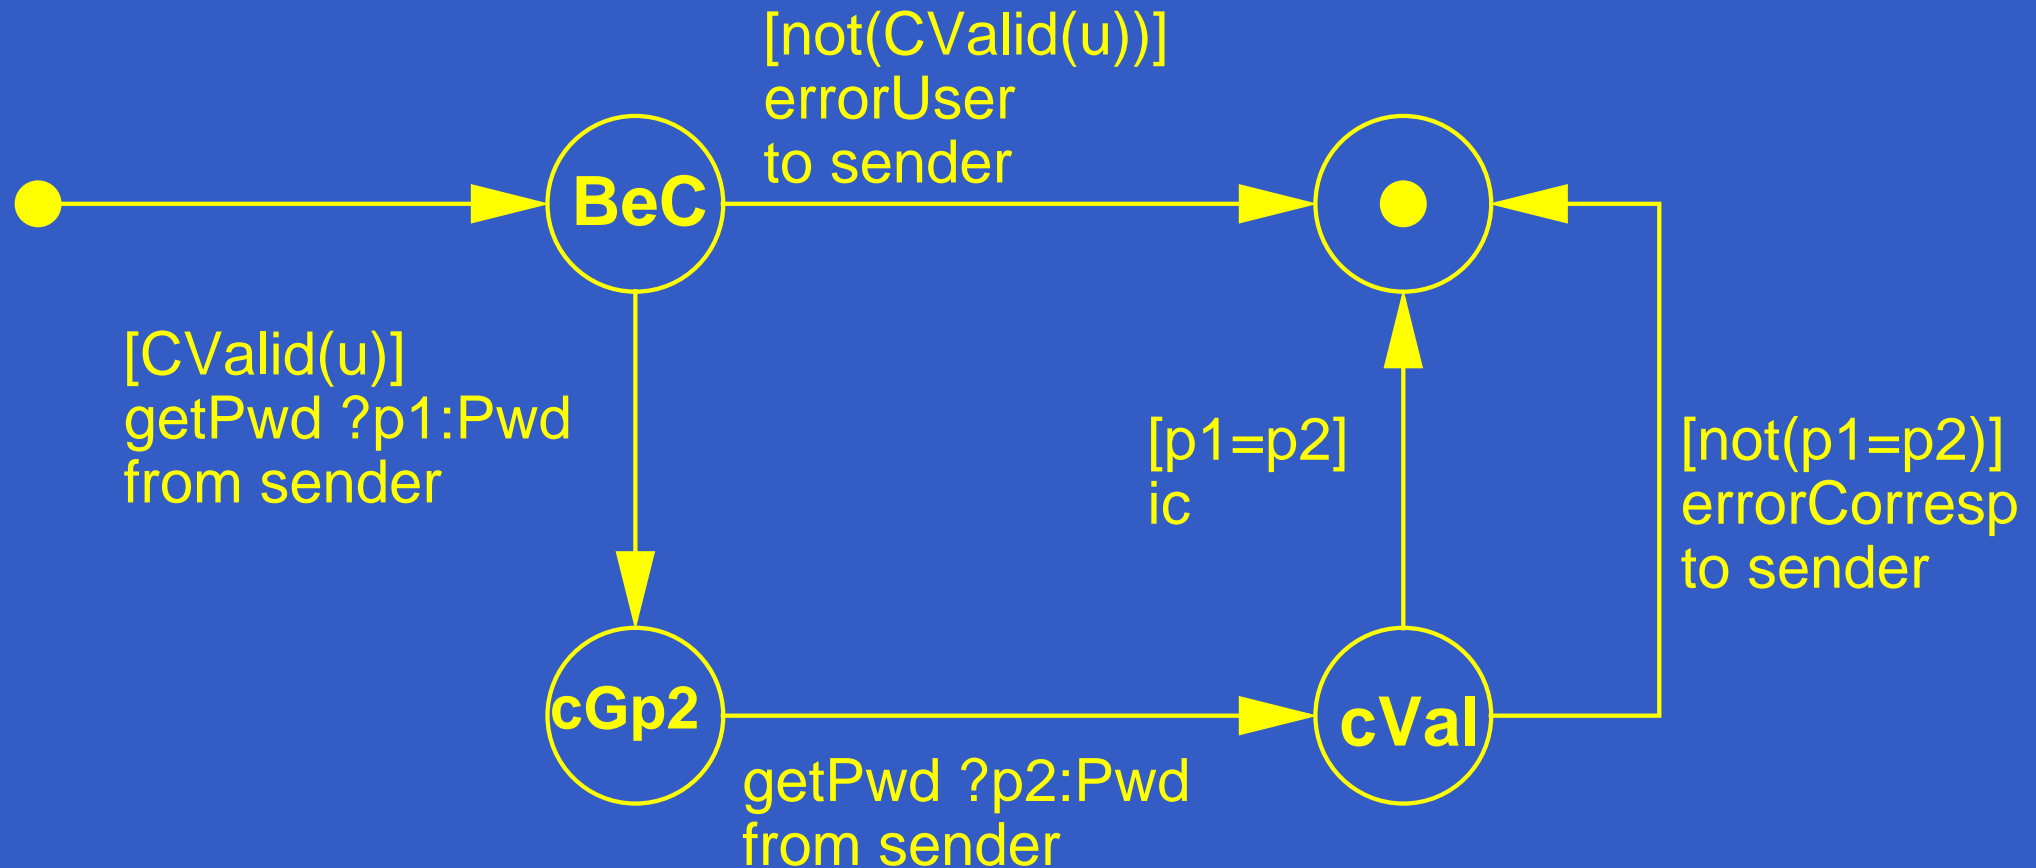 [not(CValid(u))]
errorUser
to sender
BeC
[CValid(u)]
getPwd ?p1:Pwd
from sender
[p1=p2]
ic
[not(p1=p2)]
errorCorresp
to sender
cGp2
cVal
getPwd ?p2:Pwd
from sender